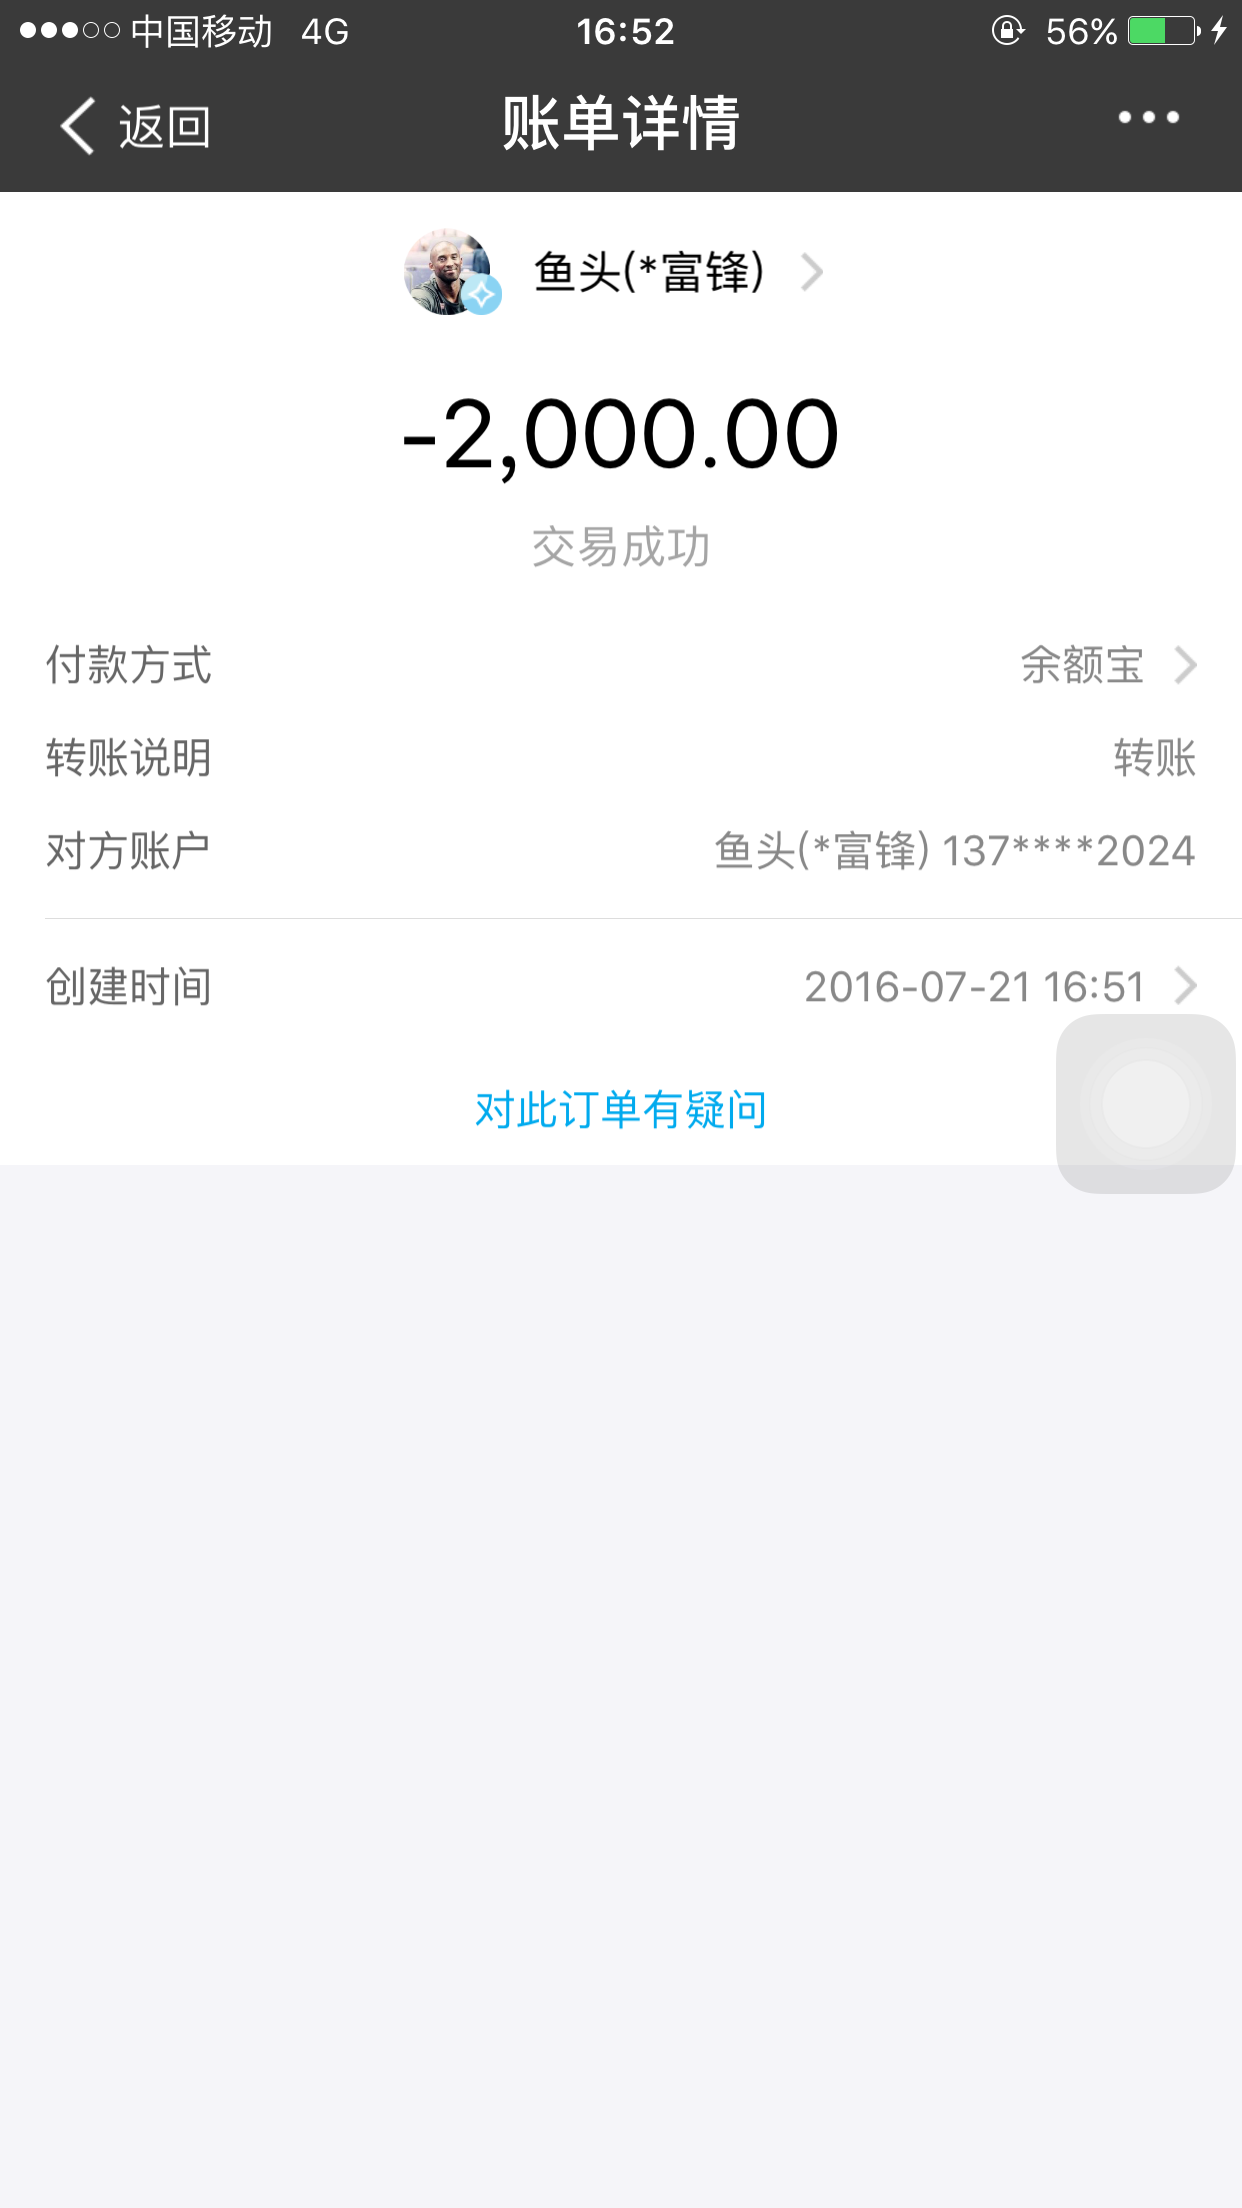 中国移动 4G 16:52 56%
返回 账单详情
鱼头(*富锋)
-2,000.00
交易成功
付款方式 余额宝
转账说明 转账
对方账户 鱼头(*富锋) 137****2024
创建时间 2016-07-21 16:51
对此订单有疑问